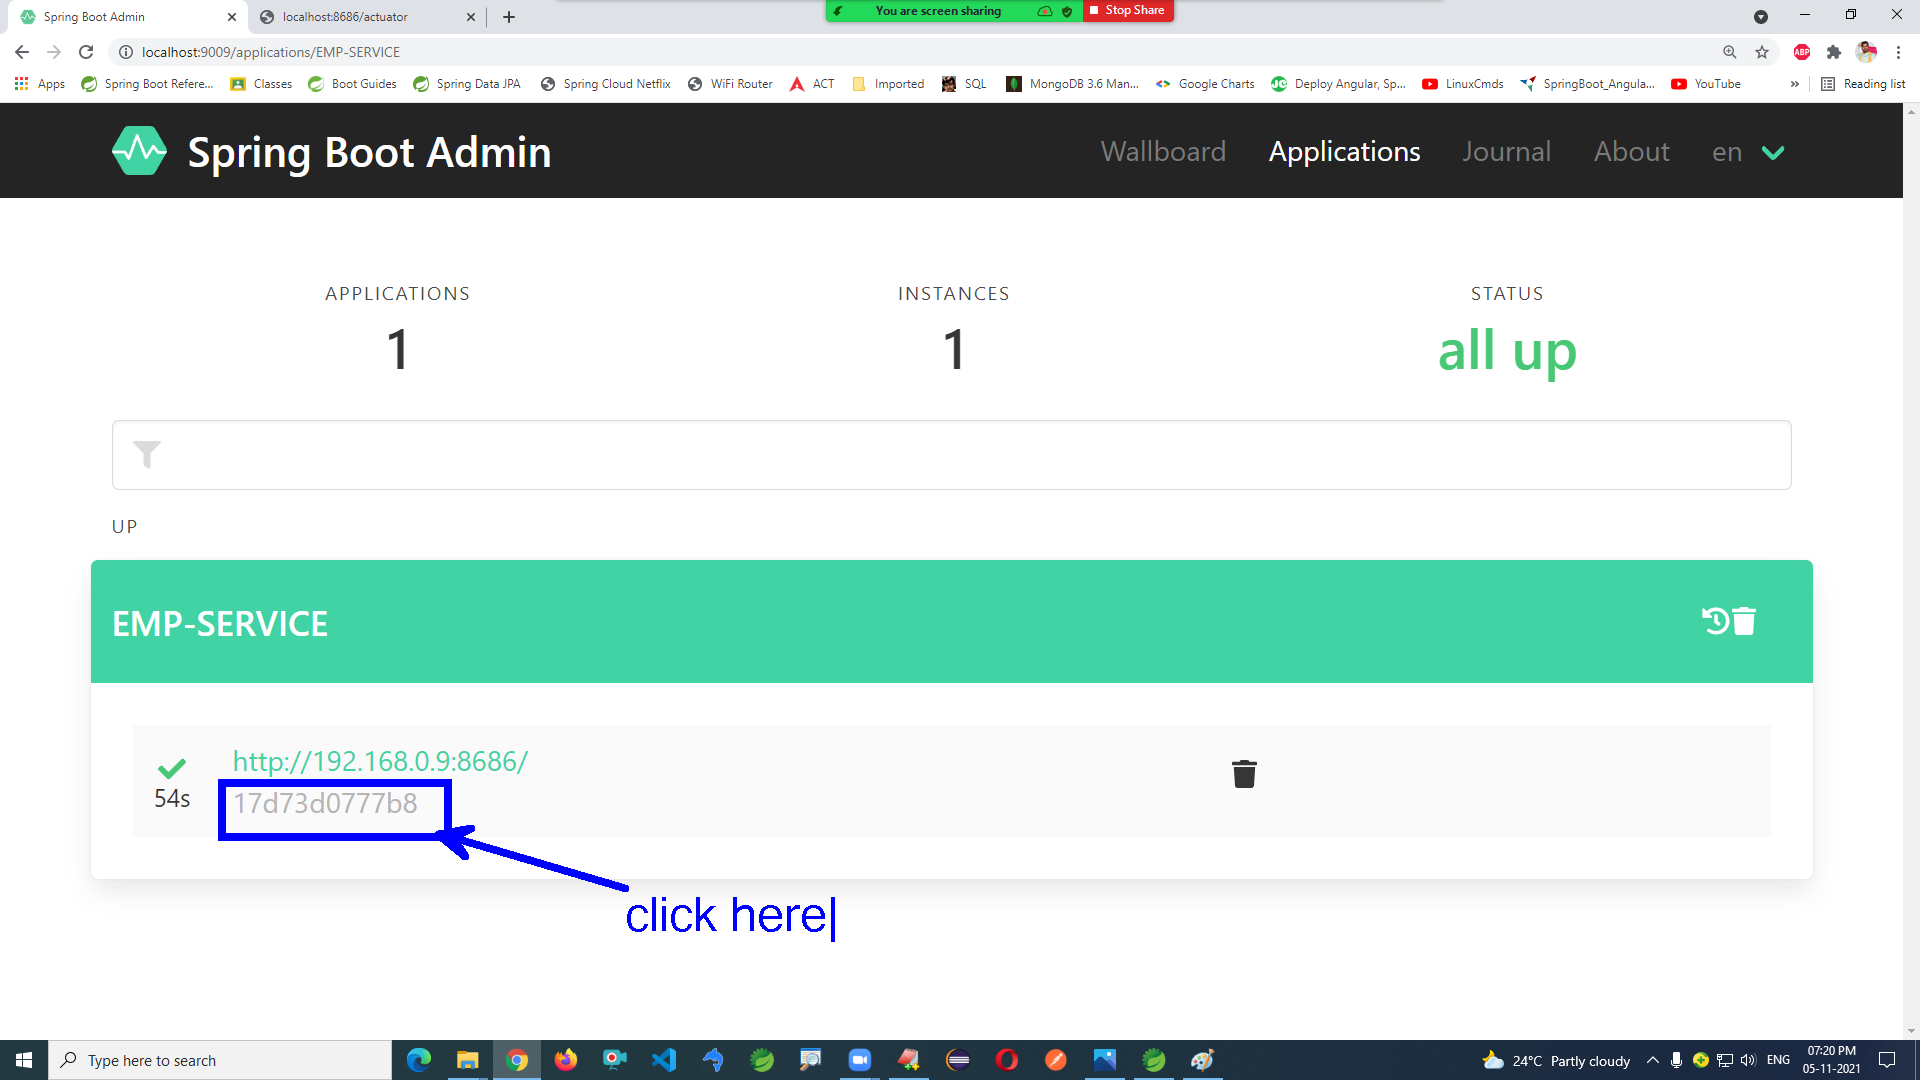 Spring Boot Admin
localhost:8686/actuator
You are screen sharing
Stop Share
localhost:9009/applications/EMP-SERVICE
ABP
Apps
Spring Boot Refere...
Classes
Boot Guides
Spring Data JPA
Spring Cloud Netflix
WiFi Router
ACT
Imported
SQL
MongoDB 3.6 Man...
Google Charts
Deploy Angular, Sp...
LinuxCmds
SpringBoot_Angula...
YouTube
»
Reading list
Spring Boot Admin
Wallboard
Applications
Journal
About
en
APPLICATIONS
1
INSTANCES
1
STATUS
all up
UP
EMP-SERVICE
http://192.168.0.9:8686/
54s
17d73d0777b8
click here
Type here to search
24°C Partly cloudy
ENG
07:20 PM
05-11-2021